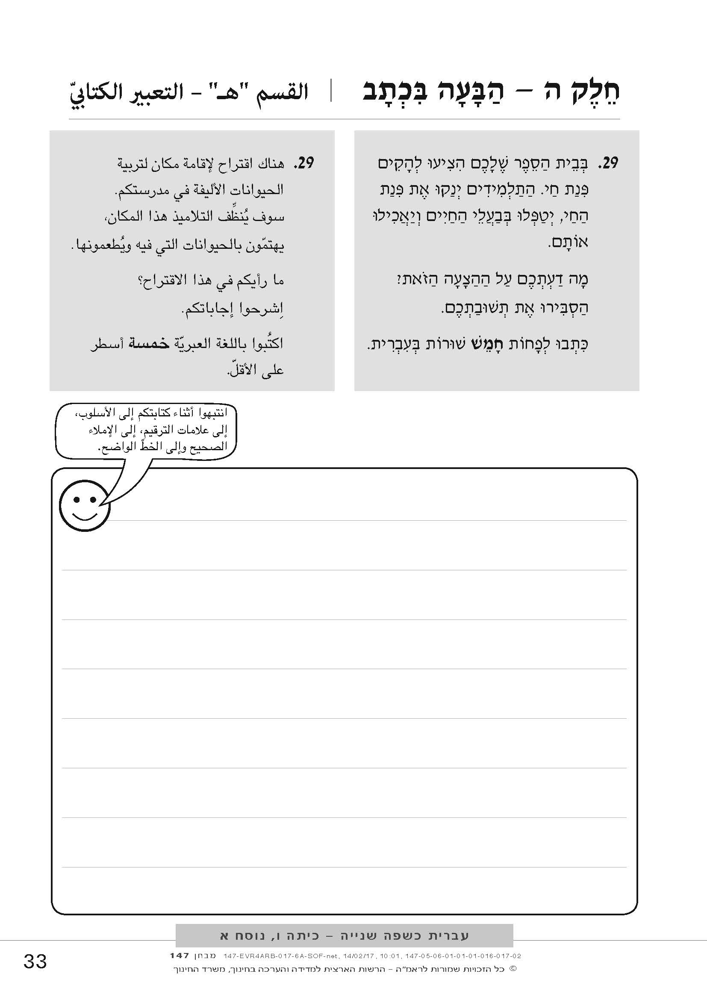 חֵלֶק ה – הַבָּעָה בִּכְתָב
القسم "هـ" - التعبير الكتابيّ
29. בְּבֵית הַסֵּפֶר שֶׁלָּכֶם הִצִּיעוּ לְהָקִים
פִּנַת חַי. הַתַלְמִידִים יְנַקוּ אֶת פִּנַת
הַחַי, יְטַפְּלוּ בְּבַעֲלֵי הַחַיִּים וְיַאֲכִילוּ
אוֹתָם.
מָה דַעְתְכֶם עַל הַהַצָעָה הַזֹאת?
הַסְבִּירוּ אֶת תְשׁוּבַתְכֶם.
כִּתְבוּ לְפָחוֹת חָמֵשׁ שׁוּרוֹת בְּעִבְרִית.
29. هناك اقتراح لإقامة مكان لتربية
الحيوانات الأليفة في مدرستكم.
سوف يُنظِّف التلاميذ هذا المكان،
يهتمّون بالحيوانات التي فيه ويُطعمونها.
ما رأيكم في هذا الاقتراح؟
اِشرحوا إجاباتكم.
اكتُبوا باللغة العبريّة خمسة أسطر
على الأقلّ.
انتبهوا أثناء كتابتكم إلى الأسلوب،
إلى علامات الترقيم، إلى الإملاء
الصحيح وإلى الخطّ الواضح.
עברית כשפה שנייה – כיתה ו, נוסח א
33
מבחן 147 147-EVR4ARB-017-6A-SOF-net, 14/02/17, 10:01, 147-05-06-01-01-01-016-017-02
© כל הזכויות שמורות לראמ״ה – הרשות הארצית למדידה והערכה בחינוך, משרד החינוך